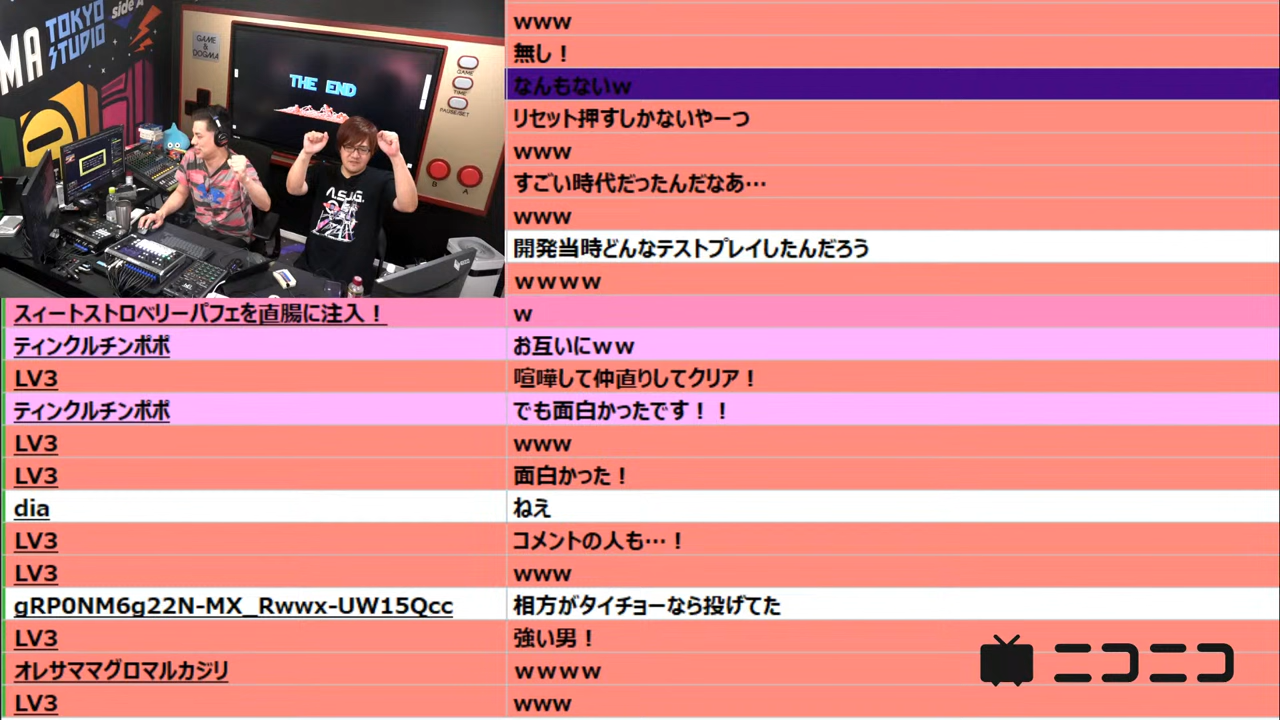 side A
TOKYO
MA STUDIO
GAME
&
DOGMA
THE END
GAME
TIME
PAUSE/SET
B A
A.S.J.G.
www
無し！
なんもないｗ
リセット押すしかないやーつ
www
すごい時代だったんだなあ…
www
開発当時どんなテストプレイしたんだろう
ｗｗｗｗ
スィートストロベリーパフェを直腸に注入！ w
ティンクルチンポポ お互いにｗｗ
LV3 喧嘩して仲直りしてクリア！
ティンクルチンポポ でも面白かったです！！
LV3 www
LV3 面白かった！
dia ねえ
LV3 コメントの人も…！
LV3 www
gRP0NM6g22N-MX_Rwwx-UW15Qcc 相方がタイチョーなら投げてた
LV3 強い男！
オレサママグロマルカジリ ｗｗｗｗ
LV3 www
ニコニコ